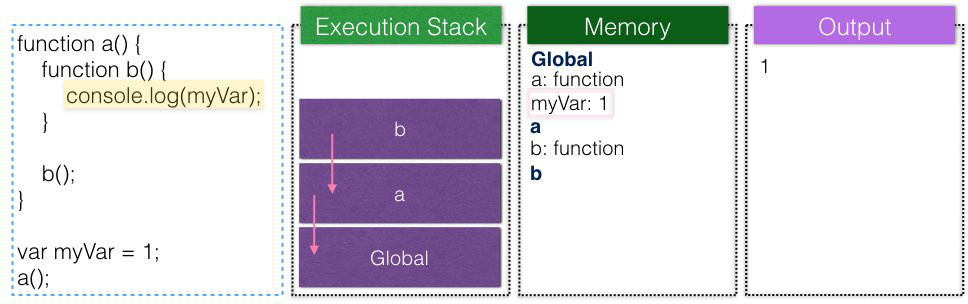 function a() {
function b() {
console.log(myVar);
}
b();
}
var myVar = 1;
a();
Execution Stack
b
a
Global
Memory
Global
a: function
myVar: 1
a
b: function
b
Output
1